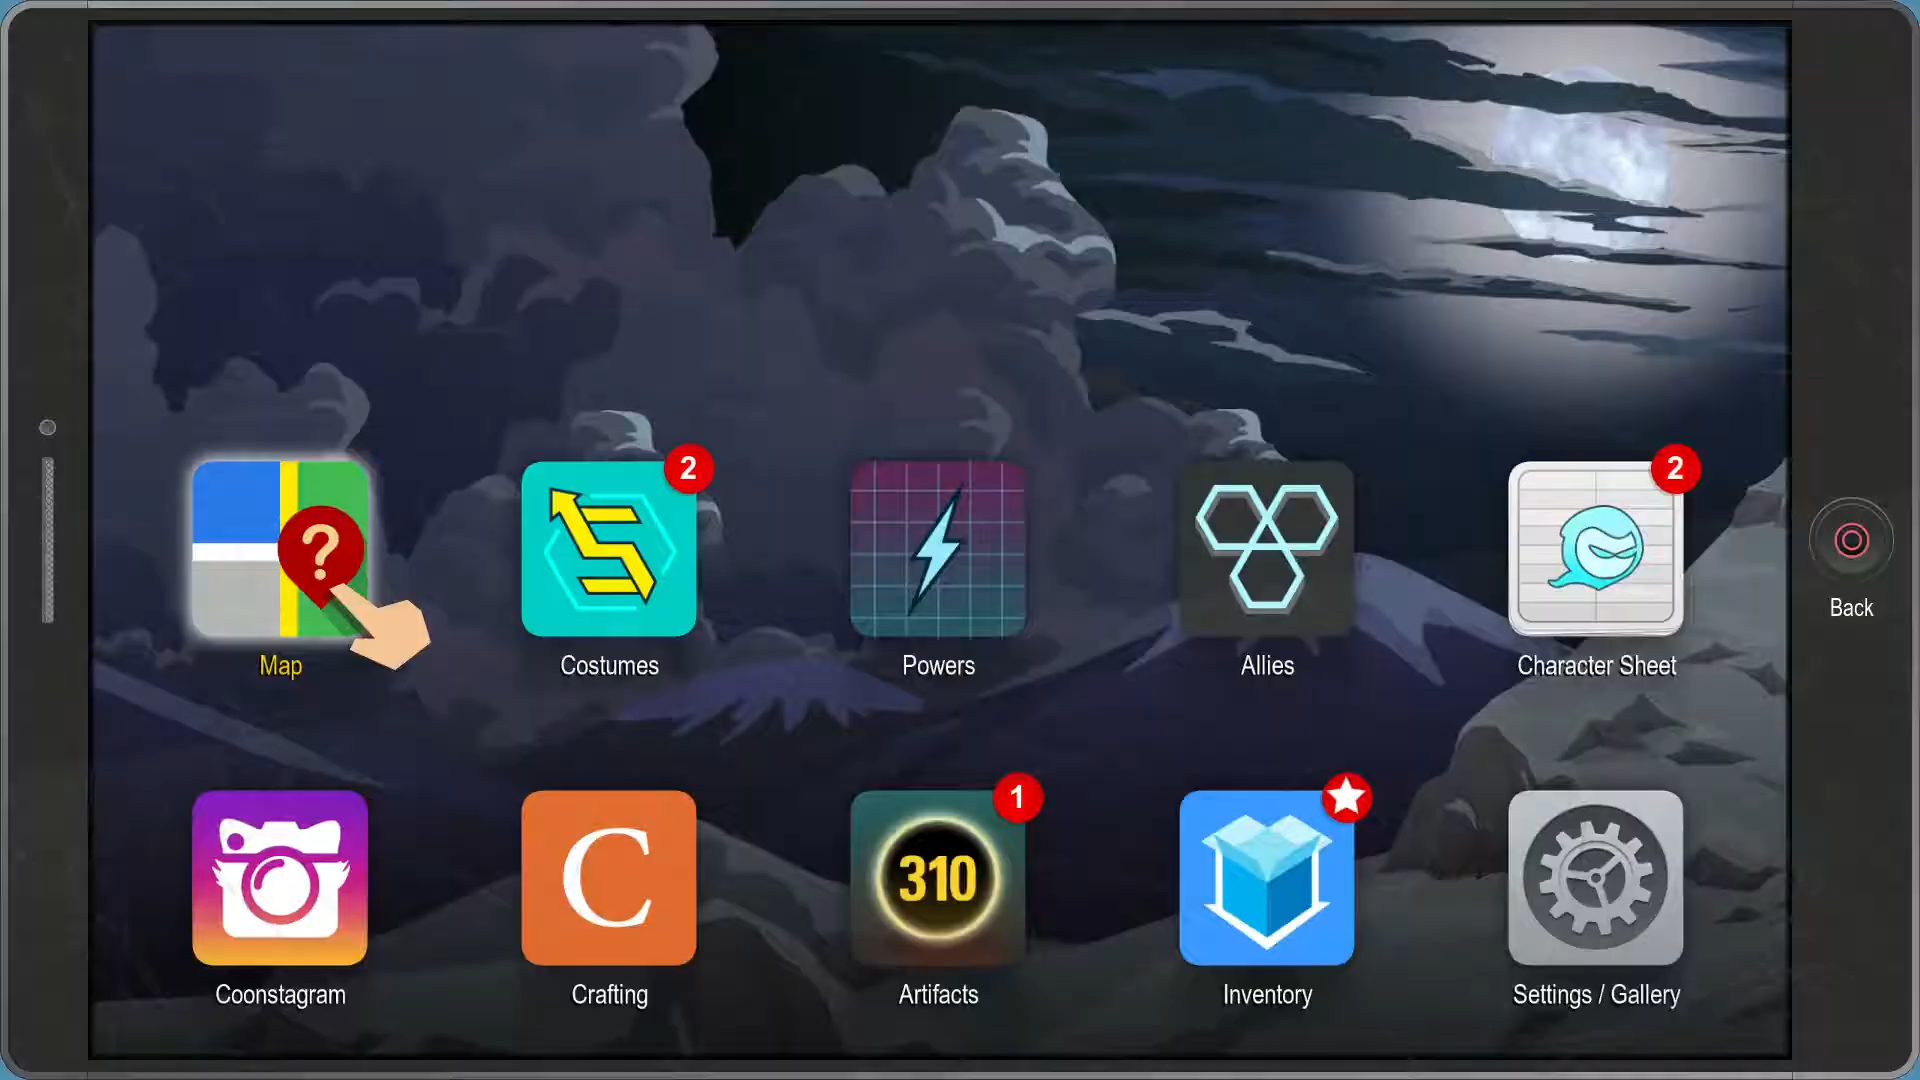 2
2
?
Map
Costumes
Powers
Allies
Character Sheet
Back
1
C
310
Coonstagram
Crafting
Artifacts
Inventory
Settings / Gallery